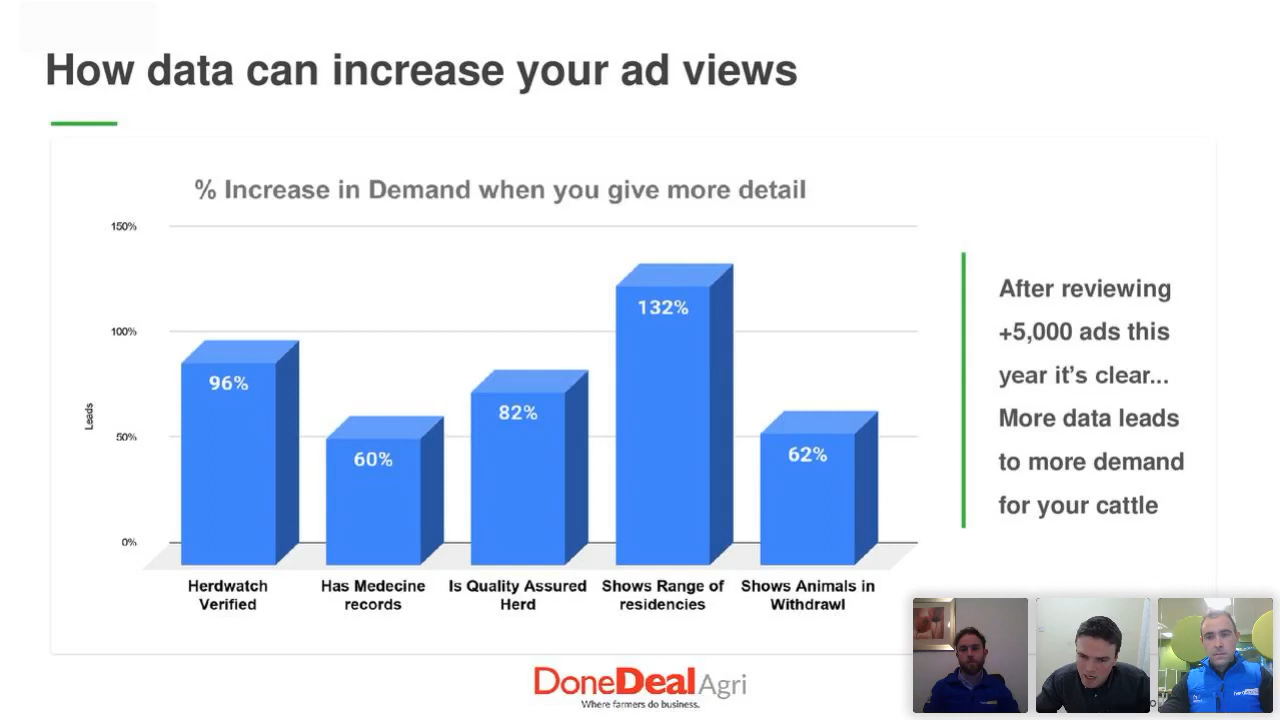 How data can increase your ad views
% Increase in Demand when you give more detail
150%
100%
50%
0%
Leads
96%
60%
82%
132%
62%
Herdwatch
Verified
Has Medecine
records
Is Quality Assured
Herd
Shows Range of
residencies
Shows Animals in
Withdrawl
After reviewing
+5,000 ads this
year it’s clear...
More data leads
to more demand
for your cattle
DoneDeal Agri
Where farmers do business.